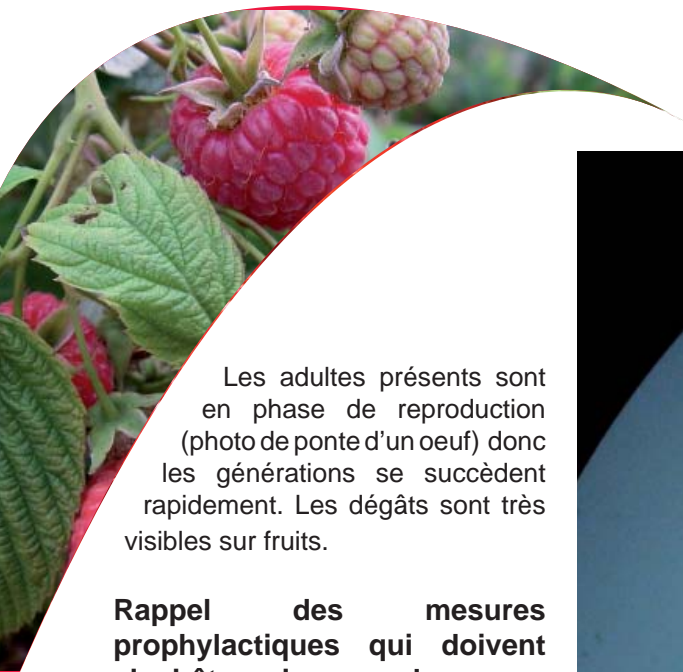 Les adultes présents sont
en phase de reproduction
(photo de ponte d'un oeuf) donc
les générations se succèdent
rapidement. Les dégâts sont très
visibles sur fruits.
Rappel des mesures
prophylactiques qui doivent